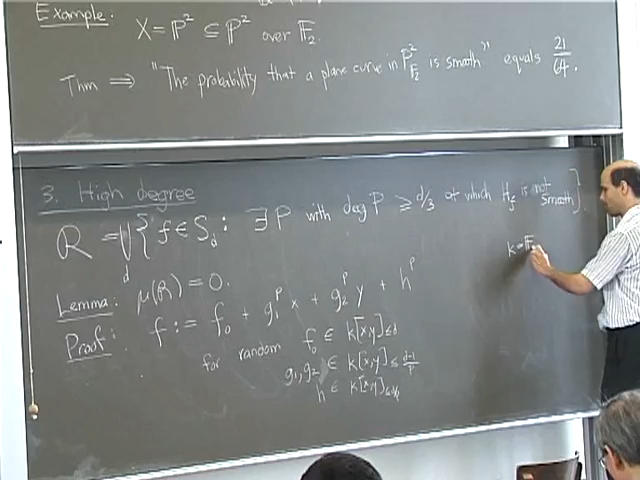 Example:
X = ℙ² ⊆ ℙ² over 𝔽₂.
Thm ⟹ "The probability that a plane curve in ℙ²_{𝔽₂} is smooth" equals 21/64.
3. High degree
R = ⋃_d { f ∈ S_d : ∃ P with deg P ≥ d/3 at which H_f is not smooth }.
k = 𝔽
Lemma: μ(R) = 0.
Proof: f := f₀ + g₁^p x + g₂^p y + h^p
for random f₀ ∈ k[x,y]_{≤d}
g₁, g₂ ∈ k[x,y]_{≤ (d-1)/p}
h ∈ k[x,y]_{≤ d/p}